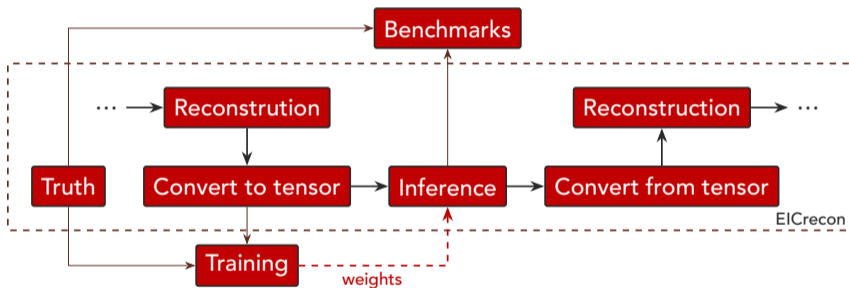 Benchmarks
... Reconstrution
Reconstruction ...
Truth
Convert to tensor
Inference
Convert from tensor
EICrecon
Training
weights